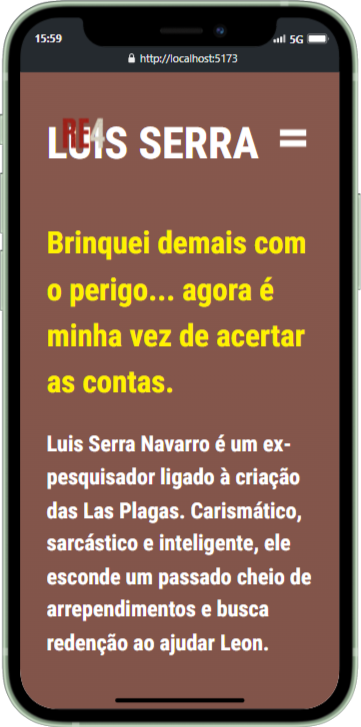 15:59
5G
http://localhost:5173
RE4
LUIS SERRA
Brinquei demais com
o perigo... agora é
minha vez de acertar
as contas.
Luis Serra Navarro é um ex-
pesquisador ligado à criação
das Las Plagas. Carismático,
sarcástico e inteligente, ele
esconde um passado cheio de
arrependimentos e busca
redenção ao ajudar Leon.